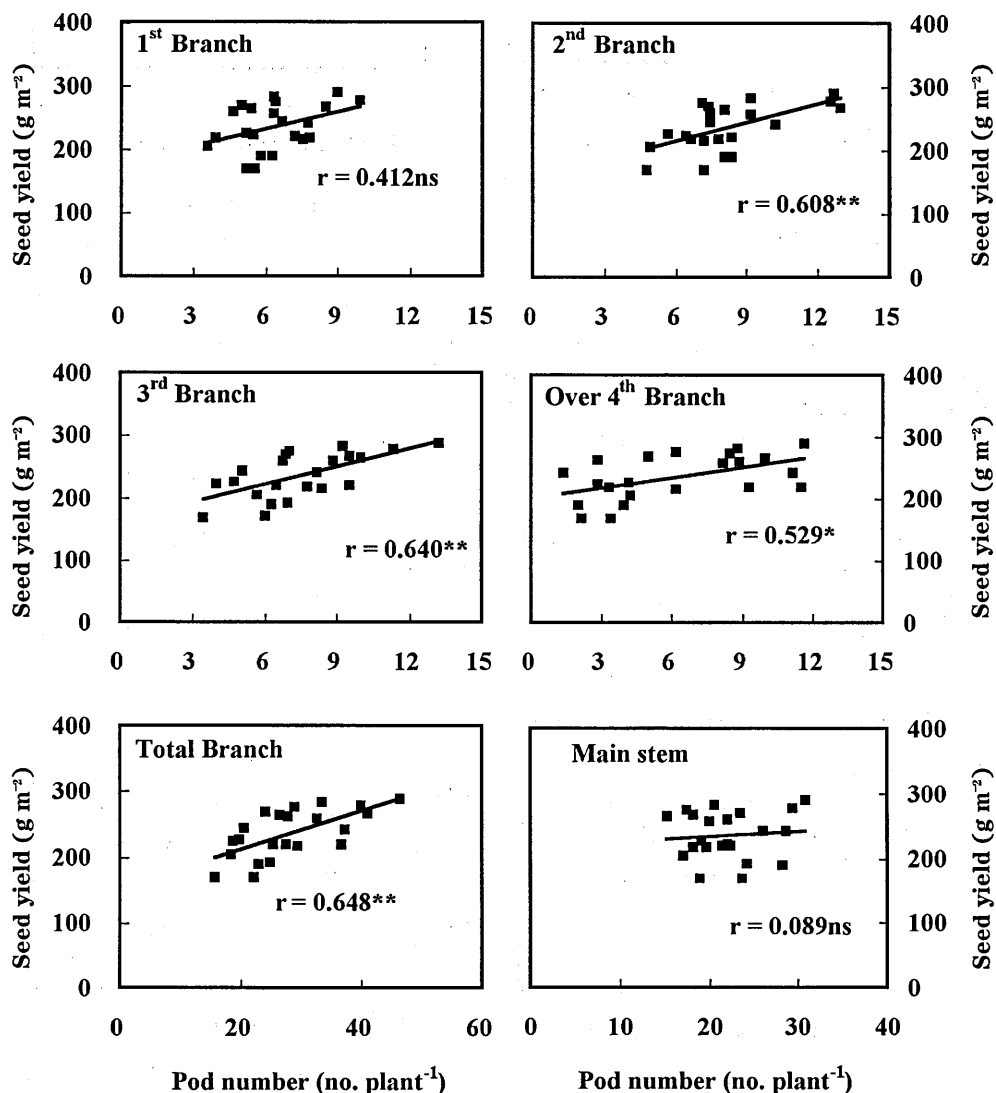 1st Branch
2nd Branch
400
300
200
100
0
Seed yield (g m⁻²)
r = 0.412ns
0 3 6 9 12 15
r = 0.608**
0 3 6 9 12 15
400
300
200
100
0
Seed yield (g m⁻²)
3rd Branch
Over 4th Branch
400
300
200
100
0
Seed yield (g m⁻²)
r = 0.640**
0 3 6 9 12 15
r = 0.529*
0 3 6 9 12 15
400
300
200
100
0
Seed yield (g m⁻²)
Total Branch
Main stem
400
300
200
100
0
Seed yield (g m⁻²)
r = 0.648**
0 20 40 60
r = 0.089ns
0 10 20 30 40
400
300
200
100
0
Seed yield (g m⁻²)
Pod number (no. plant⁻¹)
Pod number (no. plant⁻¹)